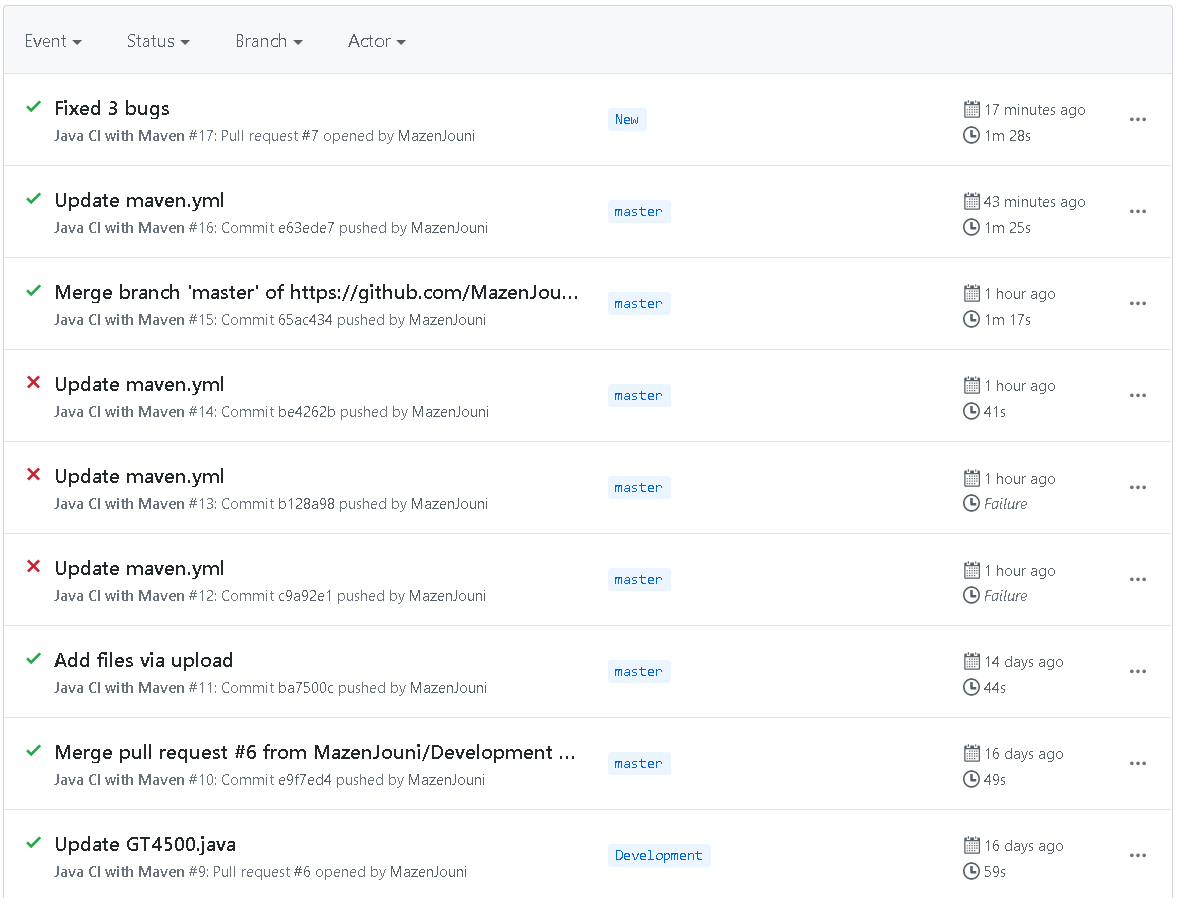 Event Status Branch Actor
Fixed 3 bugs
Java CI with Maven #17: Pull request #7 opened by MazenJouni
New
17 minutes ago
1m 28s
Update maven.yml
Java CI with Maven #16: Commit e63ede7 pushed by MazenJouni
master
43 minutes ago
1m 25s
Merge branch 'master' of https://github.com/MazenJou...
Java CI with Maven #15: Commit 65ac434 pushed by MazenJouni
master
1 hour ago
1m 17s
Update maven.yml
Java CI with Maven #14: Commit be4262b pushed by MazenJouni
master
1 hour ago
41s
Update maven.yml
Java CI with Maven #13: Commit b128a98 pushed by MazenJouni
master
1 hour ago
Failure
Update maven.yml
Java CI with Maven #12: Commit c9a92e1 pushed by MazenJouni
master
1 hour ago
Failure
Add files via upload
Java CI with Maven #11: Commit ba7500c pushed by MazenJouni
master
14 days ago
44s
Merge pull request #6 from MazenJouni/Development ...
Java CI with Maven #10: Commit e9f7ed4 pushed by MazenJouni
master
16 days ago
49s
Update GT4500.java
Java CI with Maven #9: Pull request #6 opened by MazenJouni
Development
16 days ago
59s